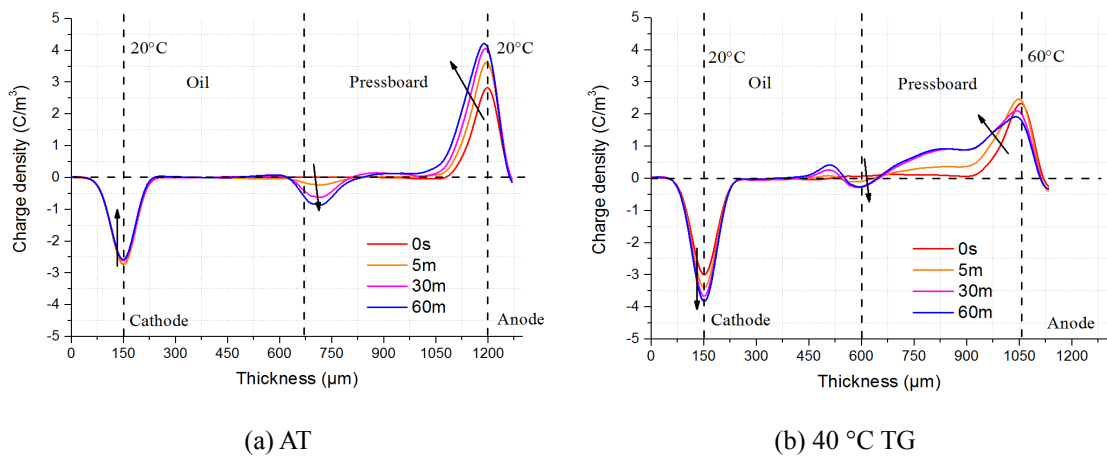 5
4
3
2
1
0
-1
-2
-3
-4
-5
Charge density (C/m³)
0 150 300 450 600 750 900 1050 1200
Thickness (μm)
20°C
Oil
Pressboard
20°C
0s
5m
30m
60m
Cathode
Anode
(a) AT
5
4
3
2
1
0
-1
-2
-3
-4
-5
Charge density (C/m³)
0 150 300 450 600 750 900 1050 1200
Thickness (μm)
20°C
Oil
Pressboard
60°C
0s
5m
30m
60m
Cathode
Anode
(b) 40 °C TG